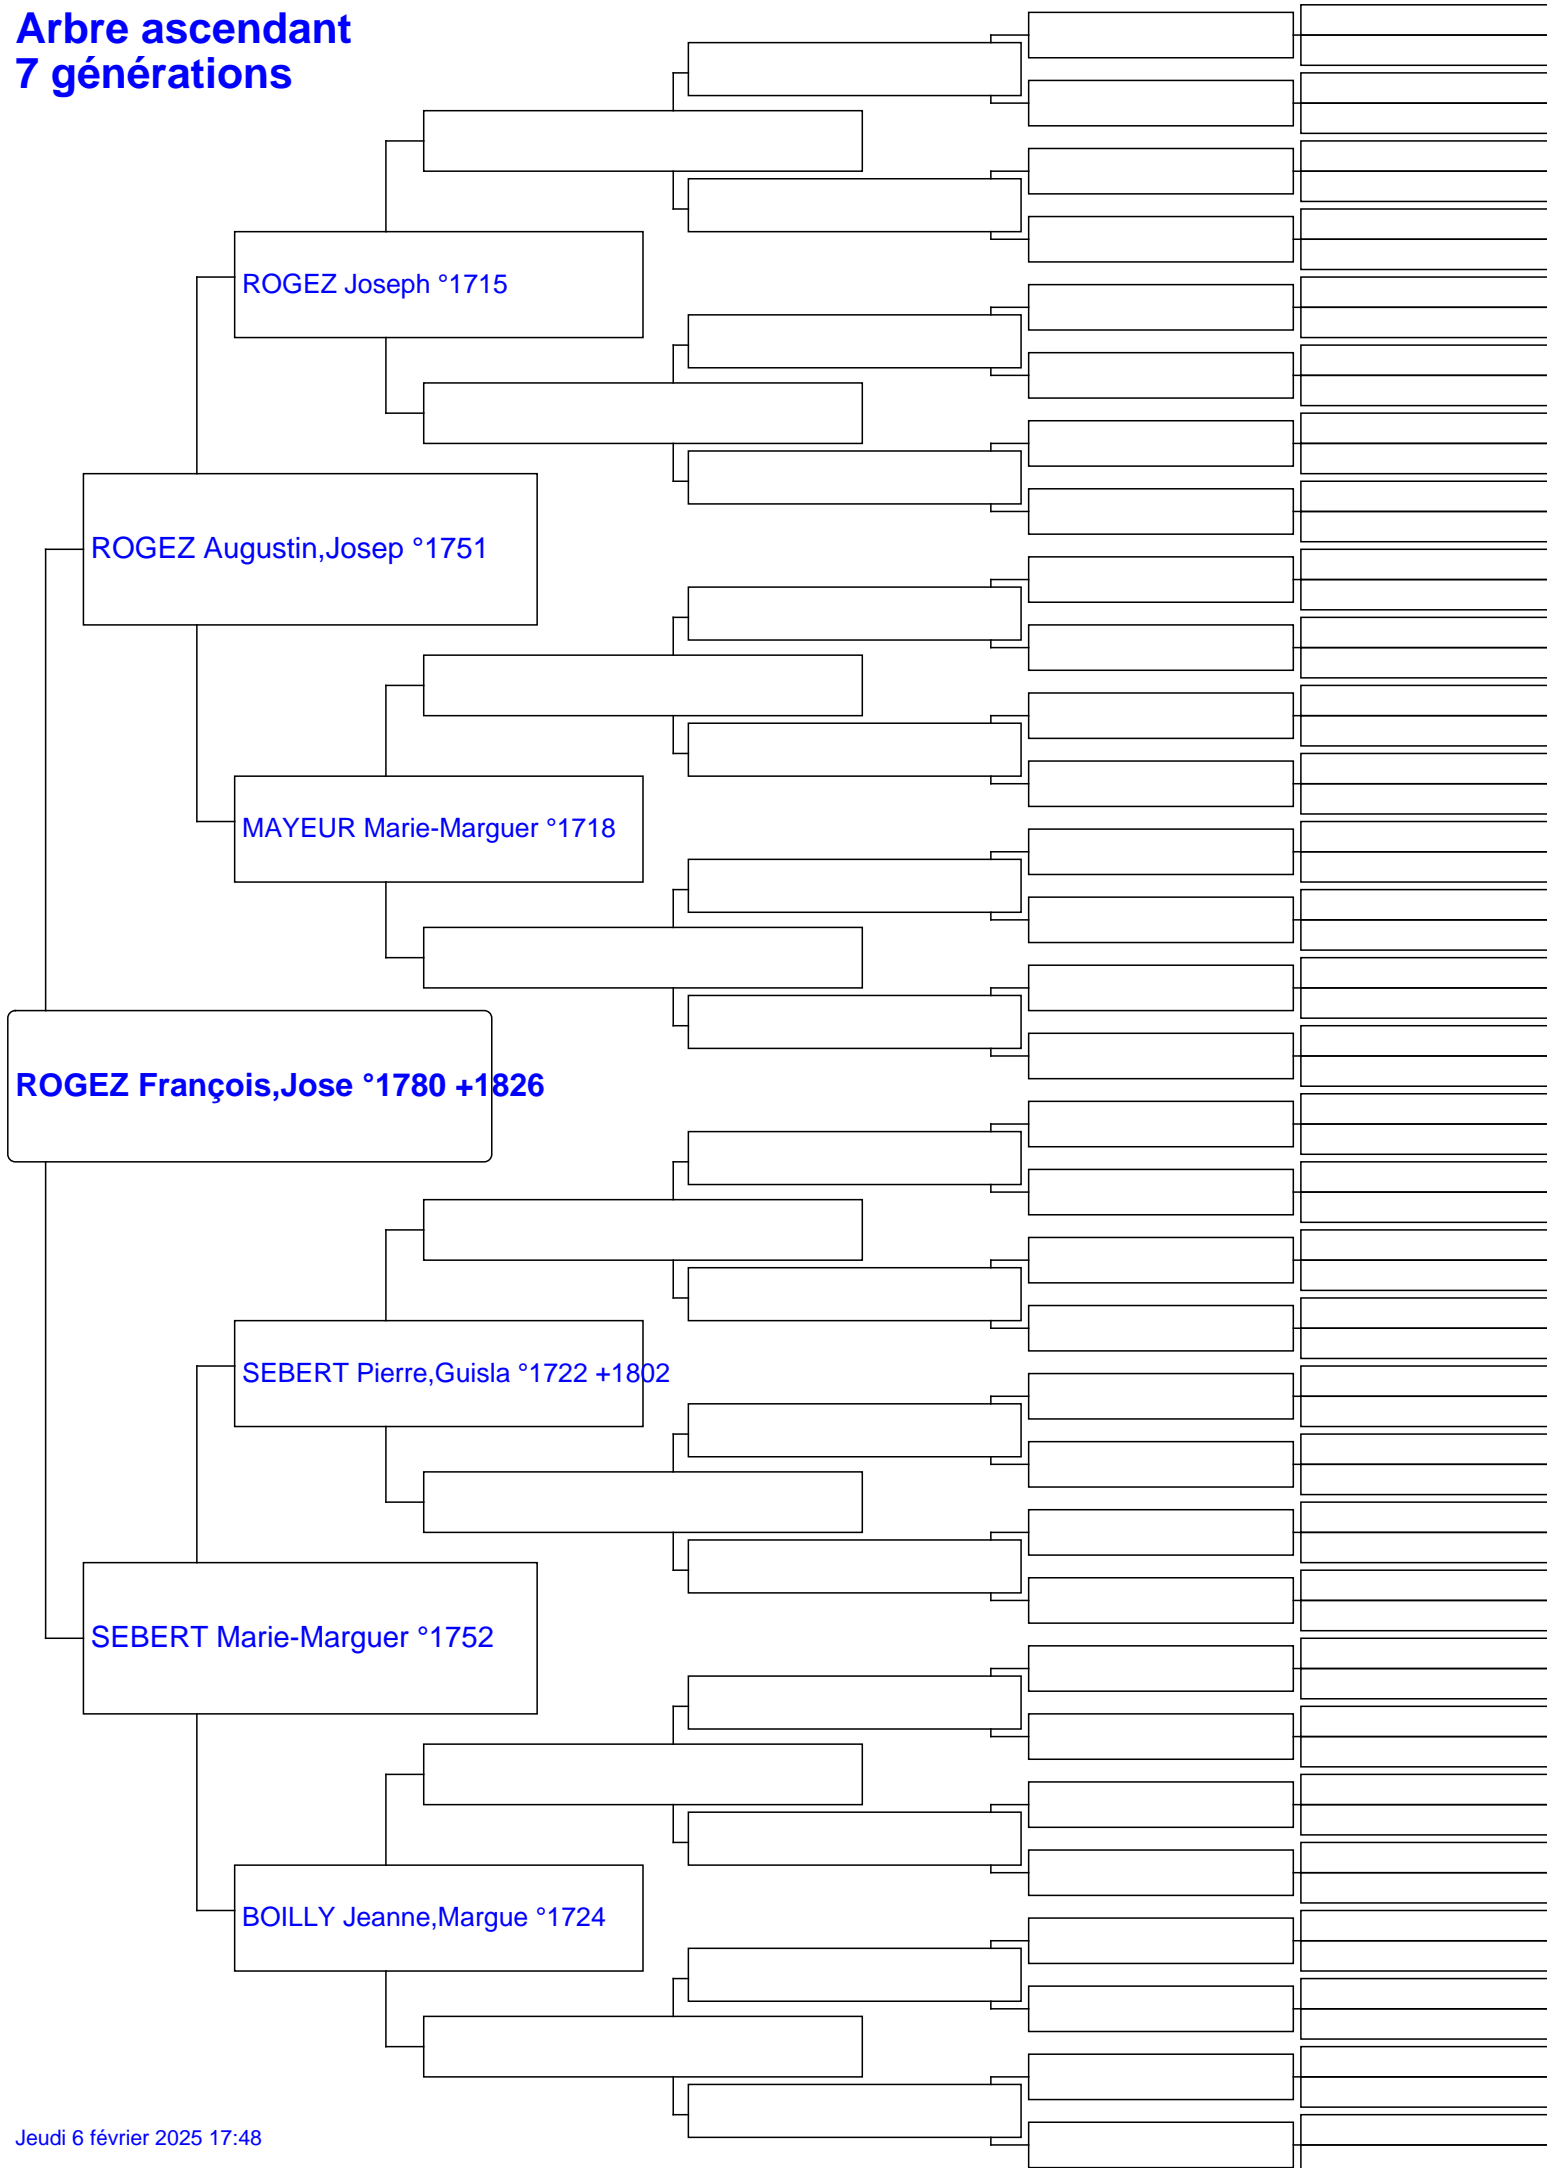 Arbre ascendant
7 générations
ROGEZ Joseph °1715
ROGEZ Augustin,Josep °1751
MAYEUR Marie-Marguer °1718
ROGEZ François,Jose °1780 +1826
SEBERT Pierre,Guisla °1722 +1802
SEBERT Marie-Marguer °1752
BOILLY Jeanne,Margue °1724
Jeudi 6 février 2025 17:48